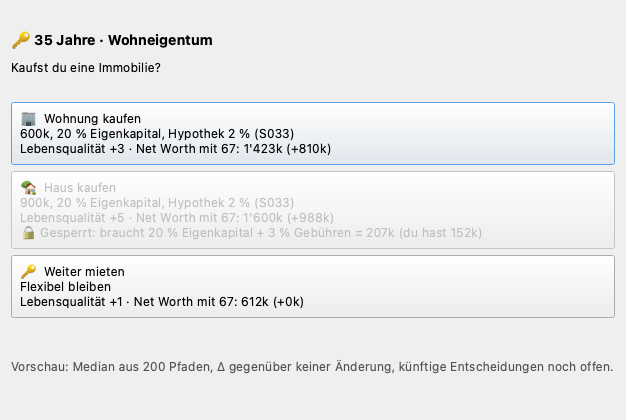 🔑 35 Jahre · Wohneigentum
Kaufst du eine Immobilie?
🏢 Wohnung kaufen
600k, 20 % Eigenkapital, Hypothek 2 % (S033)
Lebensqualität +3 · Net Worth mit 67: 1'423k (+810k)
🏡 Haus kaufen
900k, 20 % Eigenkapital, Hypothek 2 % (S033)
Lebensqualität +5 · Net Worth mit 67: 1'600k (+988k)
🔒 Gesperrt: braucht 20 % Eigenkapital + 3 % Gebühren = 207k (du hast 152k)
🔑 Weiter mieten
Flexibel bleiben
Lebensqualität +1 · Net Worth mit 67: 612k (+0k)
Vorschau: Median aus 200 Pfaden, Δ gegenüber keiner Änderung, künftige Entscheidungen noch offen.